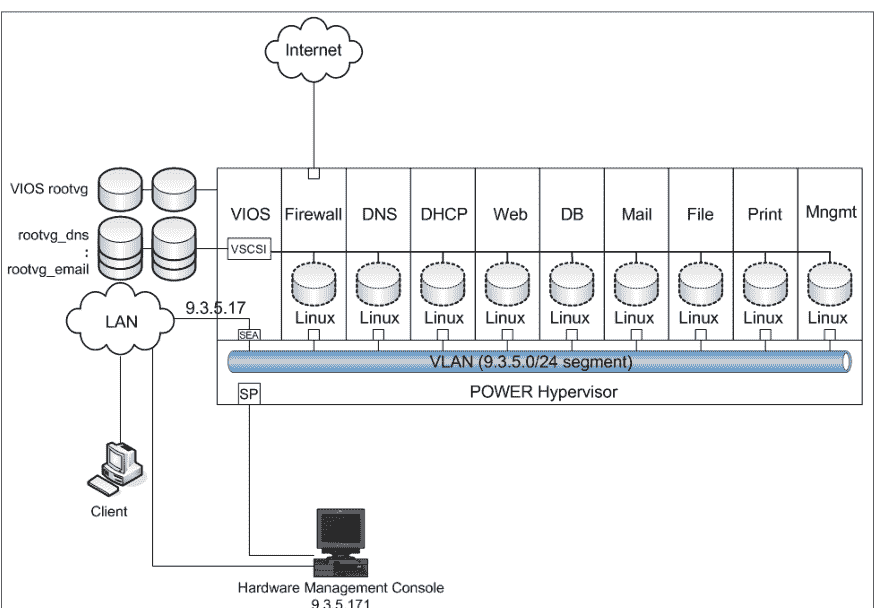 Internet
VIOS rootvg
VIOS
Firewall
DNS
DHCP
Web
DB
Mail
File
Print
Mngmt
rootvg_dns
:
rootvg_email
VSCSI
Linux
Linux
Linux
Linux
Linux
Linux
Linux
Linux
Linux
LAN
9.3.5.17
SEA
VLAN (9.3.5.0/24 segment)
SP
POWER Hypervisor
Client
Hardware Management Console
9.3.5.171